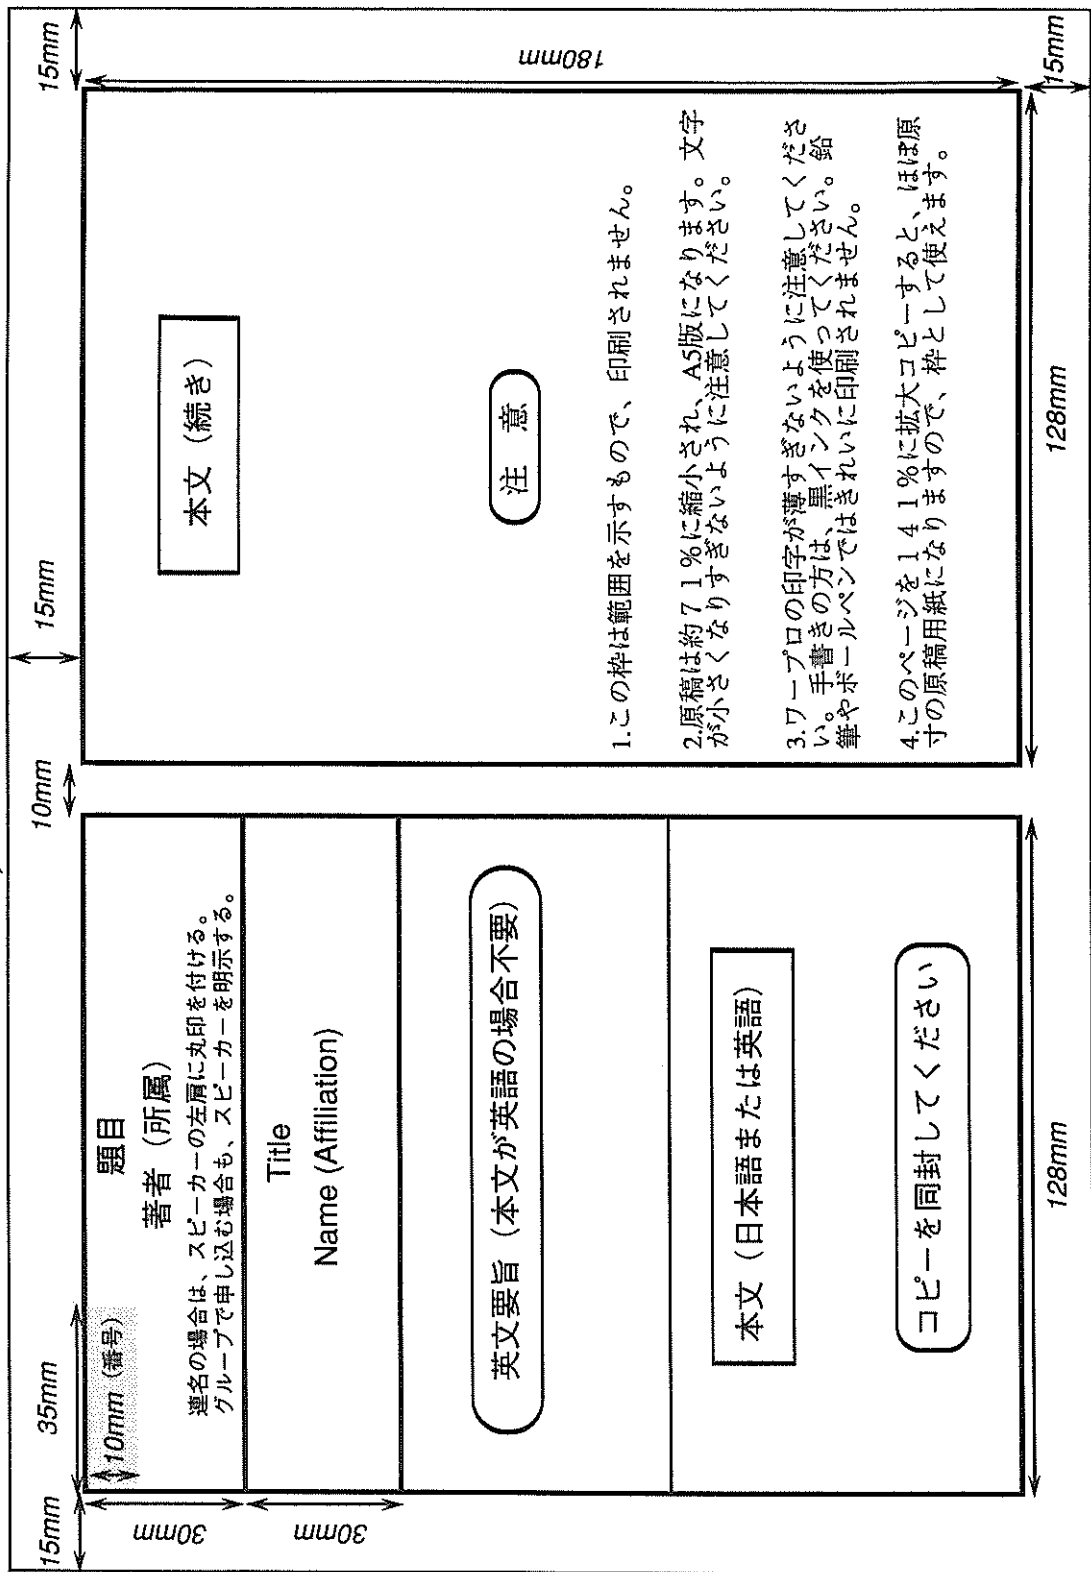 15mm
35mm
10mm
15mm
15mm
10mm (番号)
題目
著者 (所属)
連名の場合は、スピーカーの左肩に丸印を付ける。
グループで申し込む場合も、スピーカーを明示する。
30mm
Title
Name (Affiliation)
30mm
英文要旨 (本文が英語の場合不要)
本文 (日本語または英語)
コピーを同封してください
128mm
本文 (続き)
注 意
1.この枠は範囲を示すもので、印刷されません。
2.原稿は約71%に縮小され、A5版になります。文字
が小さくなりすぎないように注意してください。
3.ワープロの印字が薄すぎないように注意してくださ
い。手書きの方は、黒インクを使ってください。鉛
筆やボールペンではきれいに印刷されません。
4.このページを141%に拡大コピーすると、ほぼ原
寸の原稿用紙になりますので、枠として使えます。
180mm
128mm
15mm